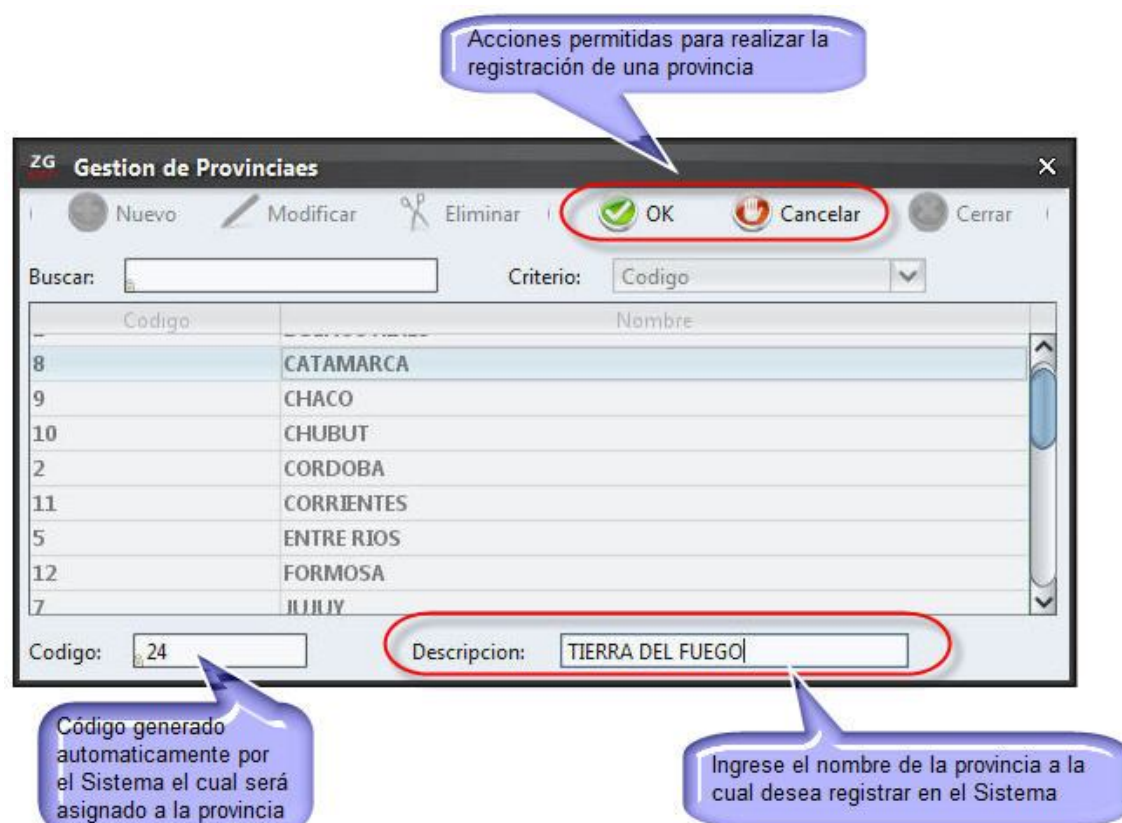 Acciones permitidas para realizar la
registración de una provincia
ZG Gestion de Provinciaes
Nuevo Modificar Eliminar OK Cancelar Cerrar
Buscar: Criterio: Codigo
Codigo Nombre
8 CATAMARCA
9 CHACO
10 CHUBUT
2 CORDOBA
11 CORRIENTES
5 ENTRE RIOS
12 FORMOSA
7 JUJUY
Codigo: 24 Descripcion: TIERRA DEL FUEGO
Código generado
automaticamente por
el Sistema el cual será
asignado a la provincia
Ingrese el nombre de la provincia a la
cual desea registrar en el Sistema